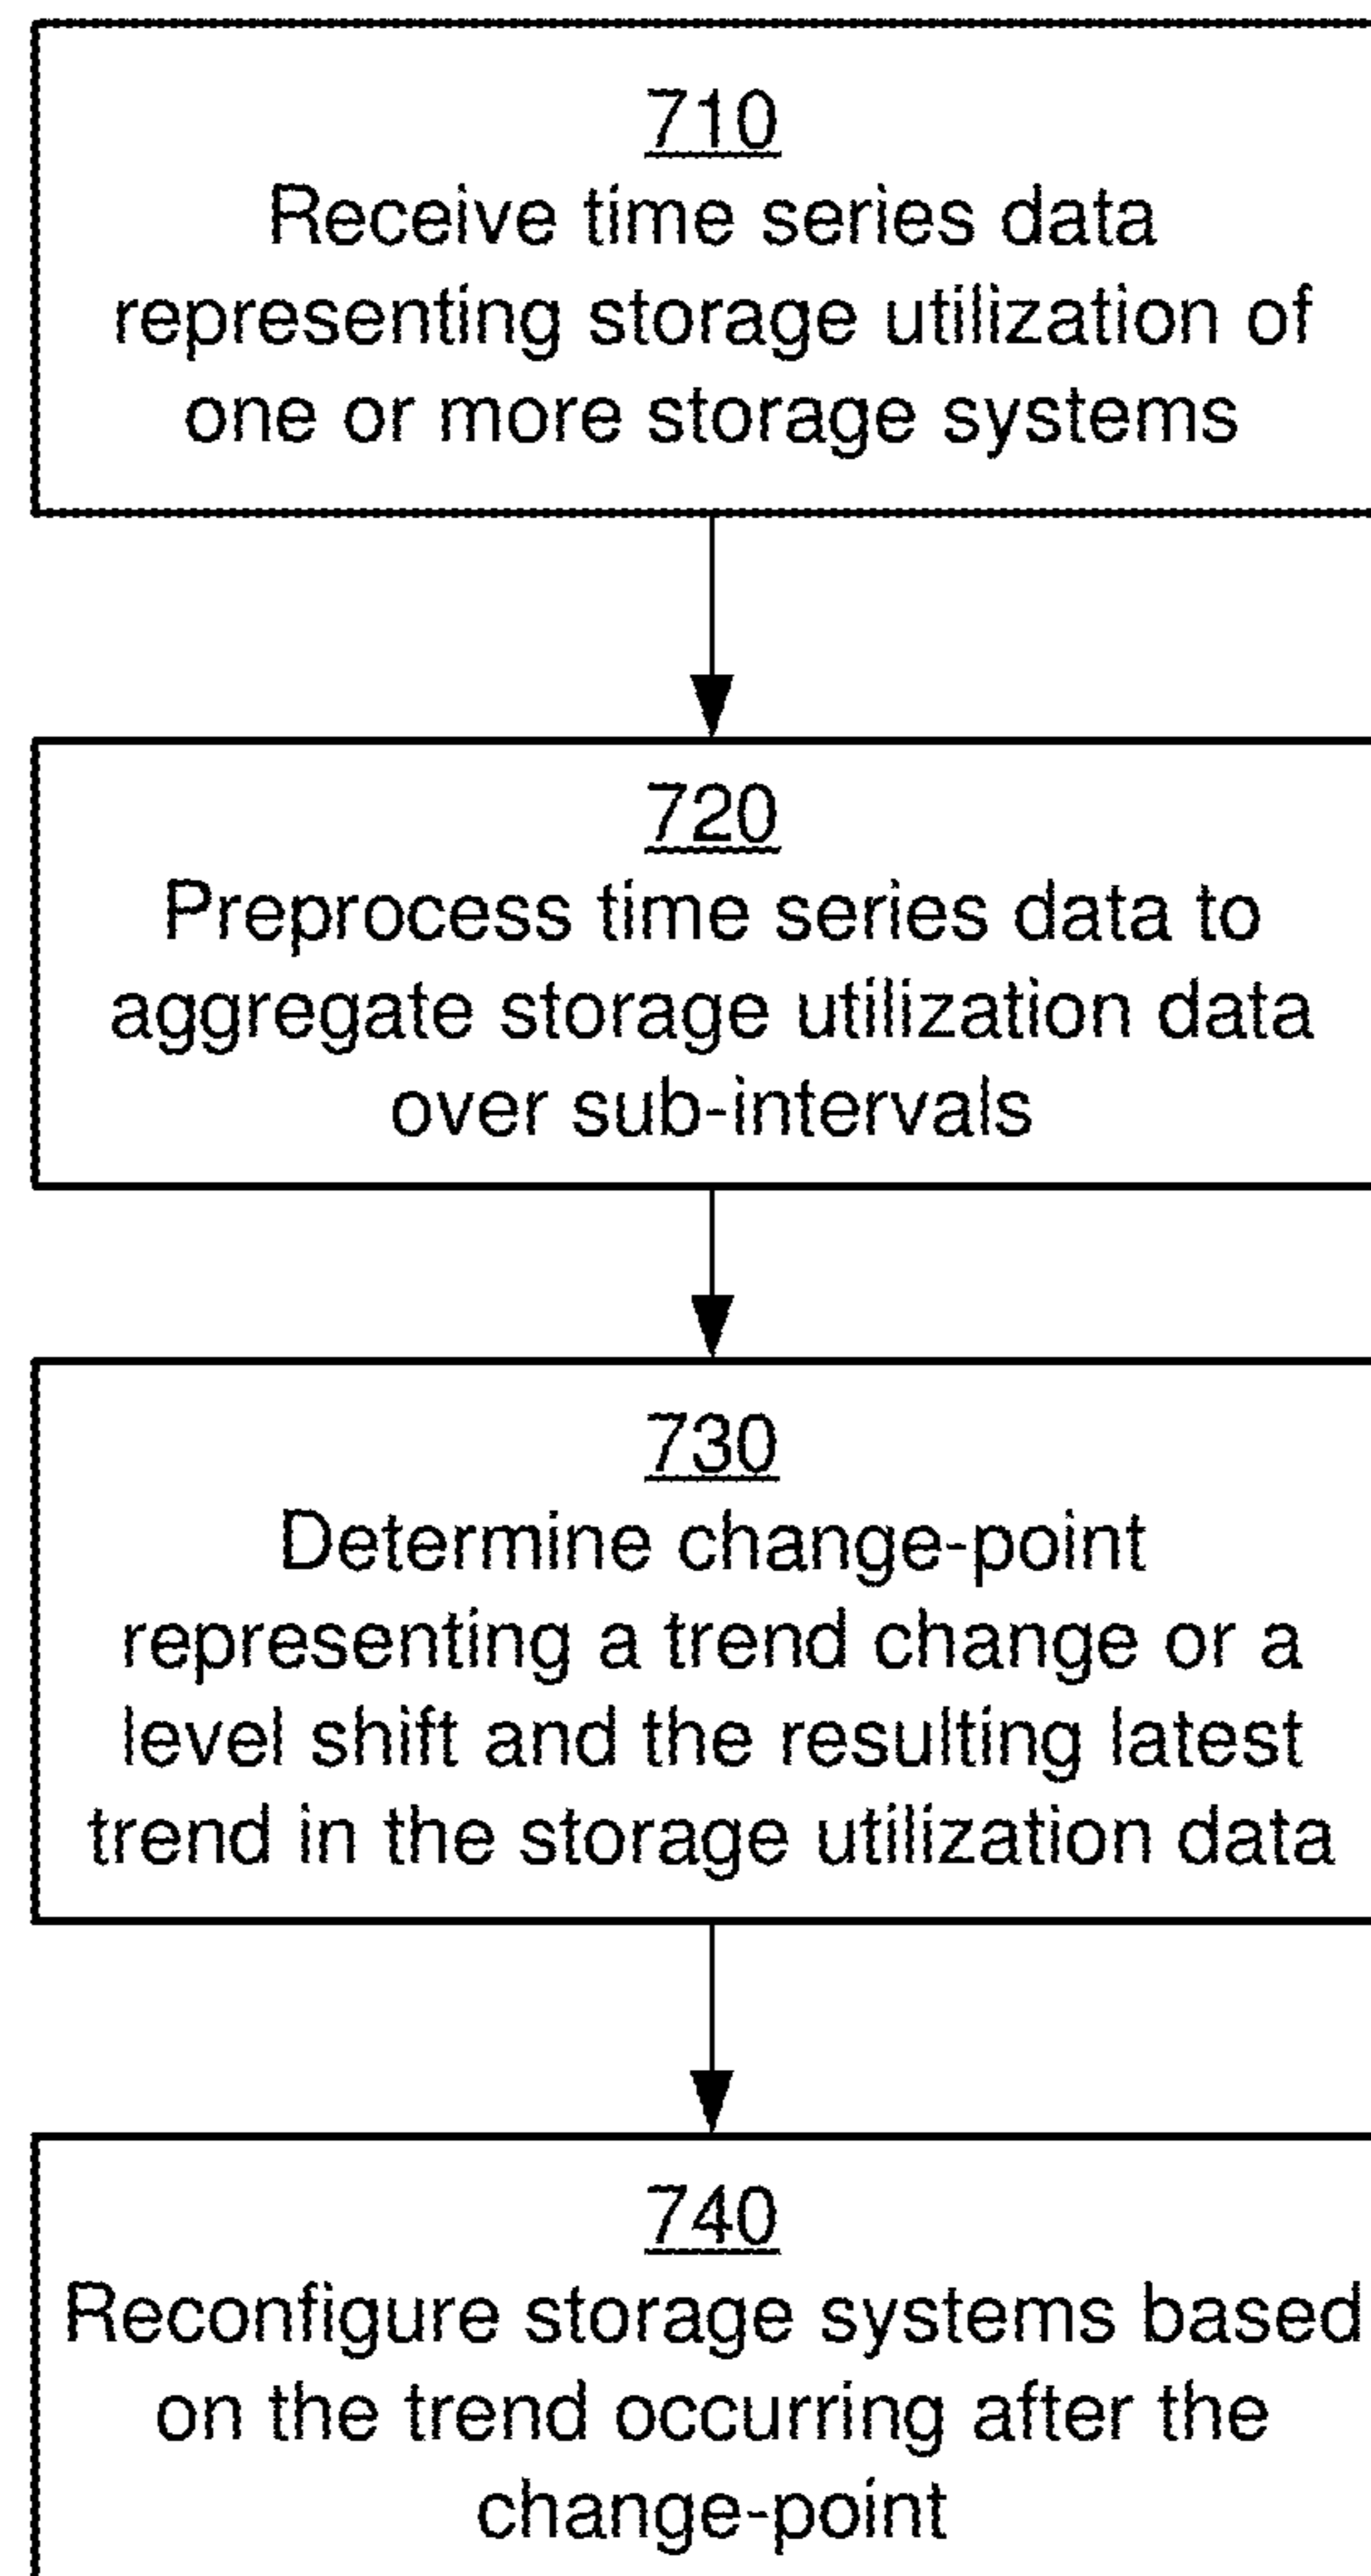 710
Receive time series data
representing storage utilization of
one or more storage systems
720
Preprocess time series data to
aggregate storage utilization data
over sub-intervals
730
Determine change-point
representing a trend change or a
level shift and the resulting latest
trend in the storage utilization data
740
Reconfigure storage systems based
on the trend occurring after the
change-point